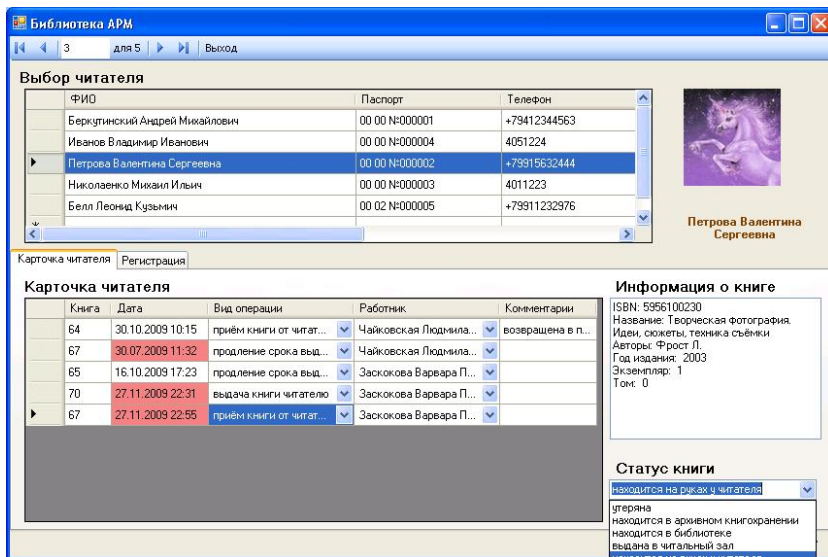 Библиотека АРМ
3 для 5 Выход
Выбор читателя
ФИО Паспорт Телефон
Беркутинский Андрей Михайлович 00 00 №000001 +79412344563
Иванов Владимир Иванович 00 00 №000004 4051224
Петрова Валентина Сергеевна 00 00 №000002 +79915632444
Николаенко Михаил Ильич 00 00 №000003 4011223
Белл Леонид Кузьмич 00 02 №000005 +79911232976
Петрова Валентина
Сергеевна
Карточка читателя Регистрация
Карточка читателя
Книга Дата Вид операции Работник Комментарии
64 30.10.2009 10:15 приём книги от читат... Чайковская Людмила... возвращена в п...
67 30.07.2009 11:32 продление срока выд... Чайковская Людмила...
65 16.10.2009 17:23 продление срока выд... Заскокова Варвара П...
70 27.11.2009 22:31 выдача книги читателю Заскокова Варвара П...
67 27.11.2009 22:55 приём книги от читат... Заскокова Варвара П...
Информация о книге
ISBN: 5956100230
Название: Творческая фотография.
Идеи, сюжеты, техника съёмки
Авторы: Фрост Л.
Год издания: 2003
Экземпляр: 1
Том: 0
Статус книги
находится на руках у читателя
утеряна
находится в архивном книгохранении
находится в библиотеке
выдана в читальный зал